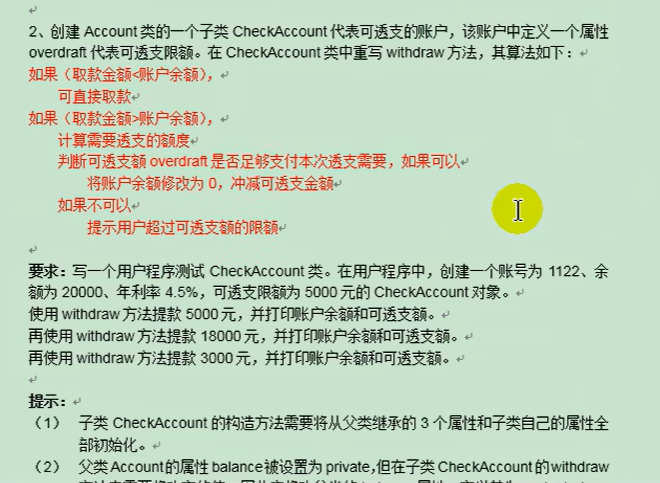 2、创建 Account 类的一个子类 CheckAccount 代表可透支的账户，该账户中定义一个属性
overdraft 代表可透支限额。在 CheckAccount 类中重写 withdraw 方法，其算法如下：
如果（取款金额<账户余额），
可直接取款
如果（取款金额>账户余额），
计算需要透支的额度
判断可透支额 overdraft 是否足够支付本次透支需要，如果可以
将账户余额修改为 0，冲减可透支金额
如果不可以
提示用户超过可透支额的限额
要求：写一个用户程序测试 CheckAccount 类。在用户程序中，创建一个账号为 1122、余
额为 20000、年利率 4.5%，可透支限额为 5000 元的 CheckAccount 对象。
使用 withdraw 方法提款 5000 元，并打印账户余额和可透支额。
再使用 withdraw 方法提款 18000 元，并打印账户余额和可透支额。
再使用 withdraw 方法提款 3000 元，并打印账户余额和可透支额。
提示：
（1） 子类 CheckAccount 的构造方法需要将从父类继承的 3 个属性和子类自己的属性全
部初始化。
（2） 父类 Account 的属性 balance 被设置为 private，但在子类 CheckAccount 的 withdraw